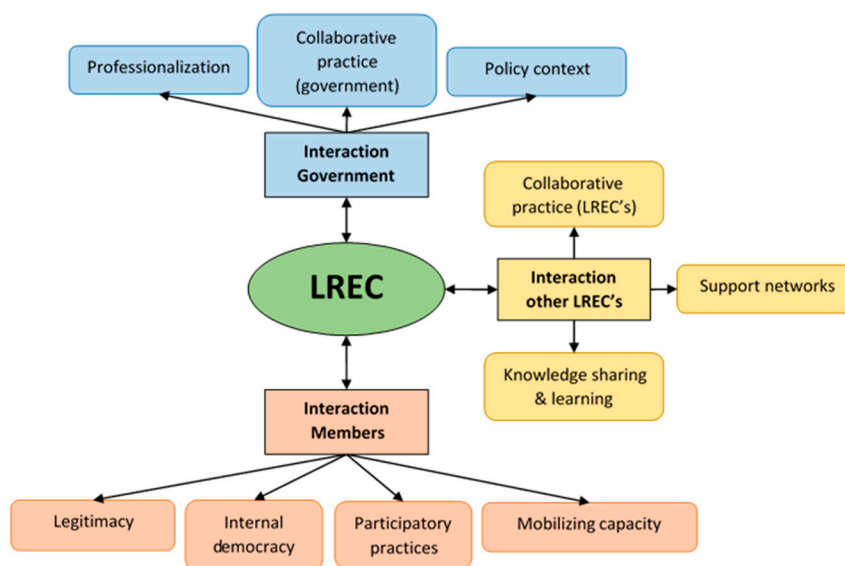 Collaborative
practice
(government)
Professionalization
Policy context
Interaction
Government
Collaborative
practice (LREC's)
LREC
Interaction
other LREC's
Support networks
Knowledge sharing
& learning
Interaction
Members
Legitimacy
Internal
democracy
Participatory
practices
Mobilizing capacity